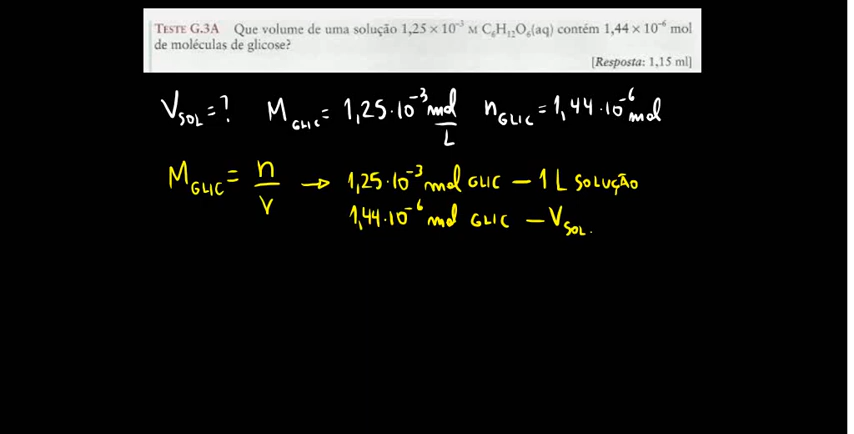 TESTE G.3A Que volume de uma solução 1,25 × 10⁻³ M C₆H₁₂O₆(aq) contém 1,44 × 10⁻⁶ mol
de moléculas de glicose?
[Resposta: 1,15 ml]
V_SOL = ? M_GLIC = 1,25·10⁻³ mol/L n_GLIC = 1,44·10⁻⁶ mol
M_GLIC = n/V → 1,25·10⁻³ mol GLIC – 1 L SOLUÇÃO
1,44·10⁻⁶ mol GLIC – V_SOL.